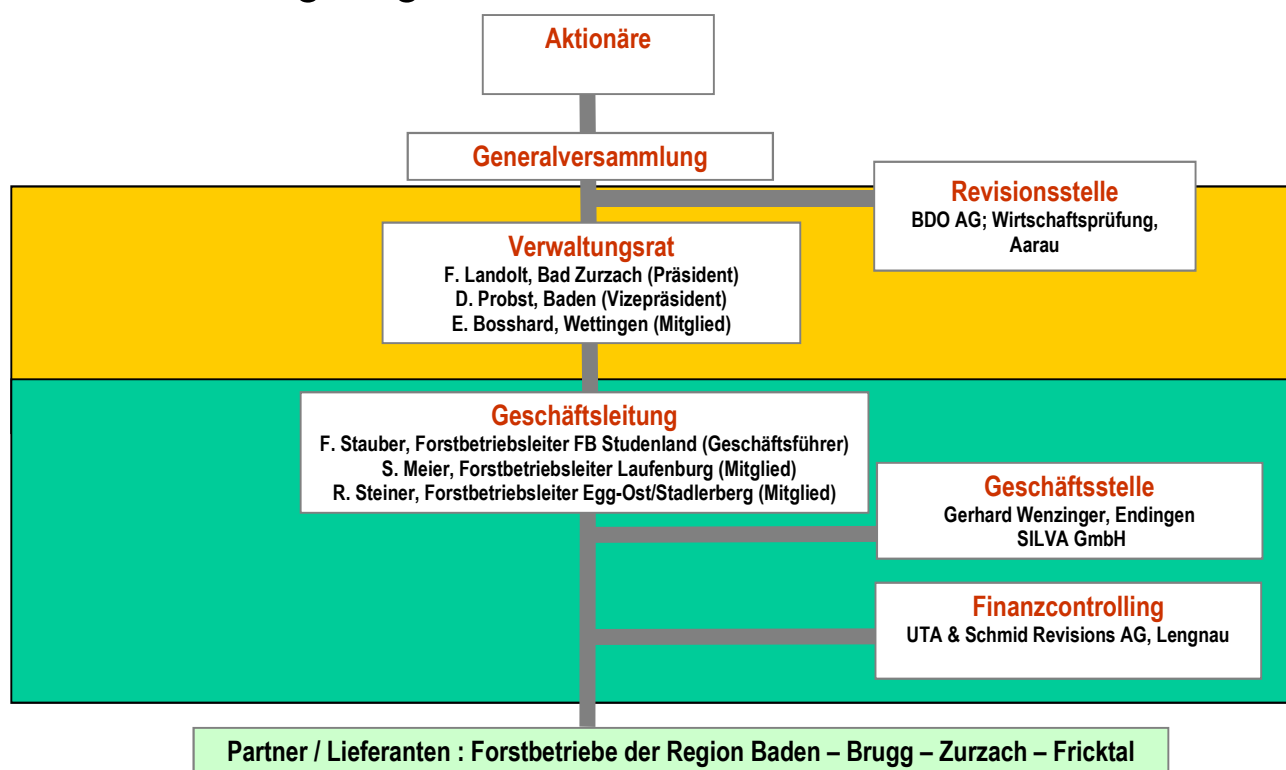 Aktionäre
Generalversammlung
Revisionsstelle
BDO AG; Wirtschaftsprüfung,
Aarau
Verwaltungsrat
F. Landolt, Bad Zurzach (Präsident)
D. Probst, Baden (Vizepräsident)
E. Bosshard, Wettingen (Mitglied)
Geschäftsleitung
F. Stauber, Forstbetriebsleiter FB Studenland (Geschäftsführer)
S. Meier, Forstbetriebsleiter Laufenburg (Mitglied)
R. Steiner, Forstbetriebsleiter Egg-Ost/Stadlerberg (Mitglied)
Geschäftsstelle
Gerhard Wenzinger, Endingen
SILVA GmbH
Finanzcontrolling
UTA & Schmid Revisions AG, Lengnau
Partner / Lieferanten : Forstbetriebe der Region Baden – Brugg – Zurzach – Fricktal